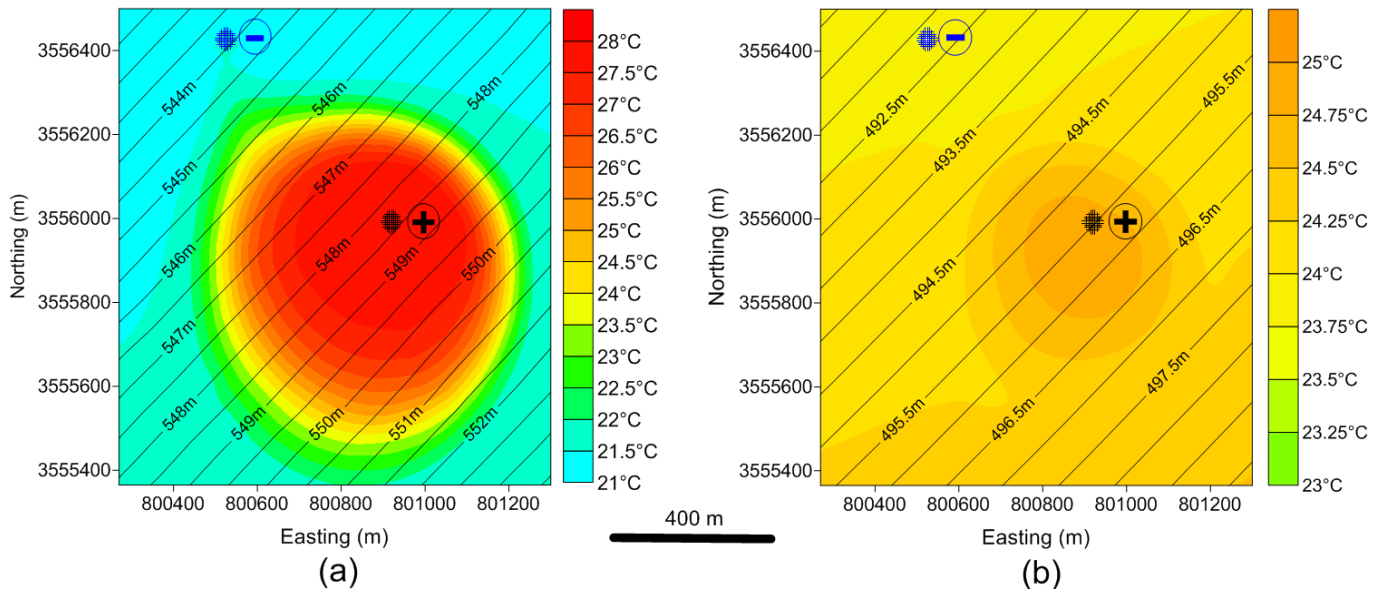 3556400
3556200
3556000
3555800
3555600
3555400
Northing (m)
800400 800600 800800 801000 801200
Easting (m)
544m
546m
548m
545m
547m
546m
548m
549m
550m
547m
548m
549m
550m
551m
552m
28°C
27.5°C
27°C
26.5°C
26°C
25.5°C
25°C
24.5°C
24°C
23.5°C
23°C
22.5°C
22°C
21.5°C
21°C
(a)
400 m
3556400
3556200
3556000
3555800
3555600
3555400
Northing (m)
800400 800600 800800 801000 801200
Easting (m)
492.5m
494.5m
495.5m
493.5m
496.5m
494.5m
497.5m
495.5m
496.5m
25°C
24.75°C
24.5°C
24.25°C
24°C
23.75°C
23.5°C
23.25°C
23°C
(b)